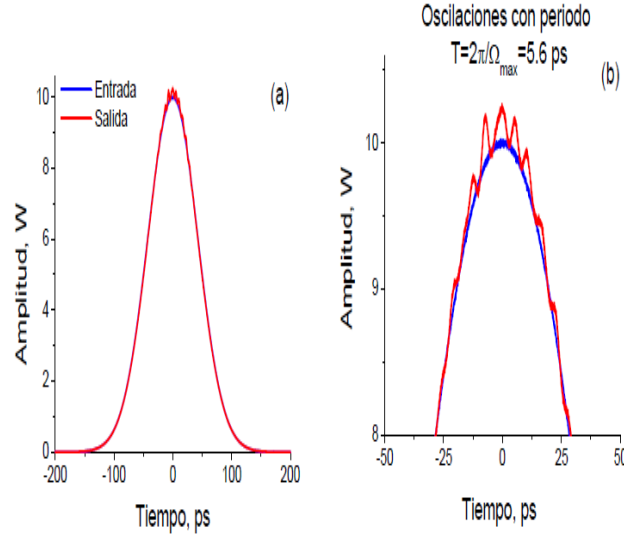 Oscilaciones con periodo
T=2π/Ωmax=5.6 ps
(a)
Entrada
Salida
10
8
6
4
2
0
Amplitud, W
-200
-100
0
100
200
Tiempo, ps
(b)
10
9
8
Amplitud, W
-50
-25
0
25
50
Tiempo, ps